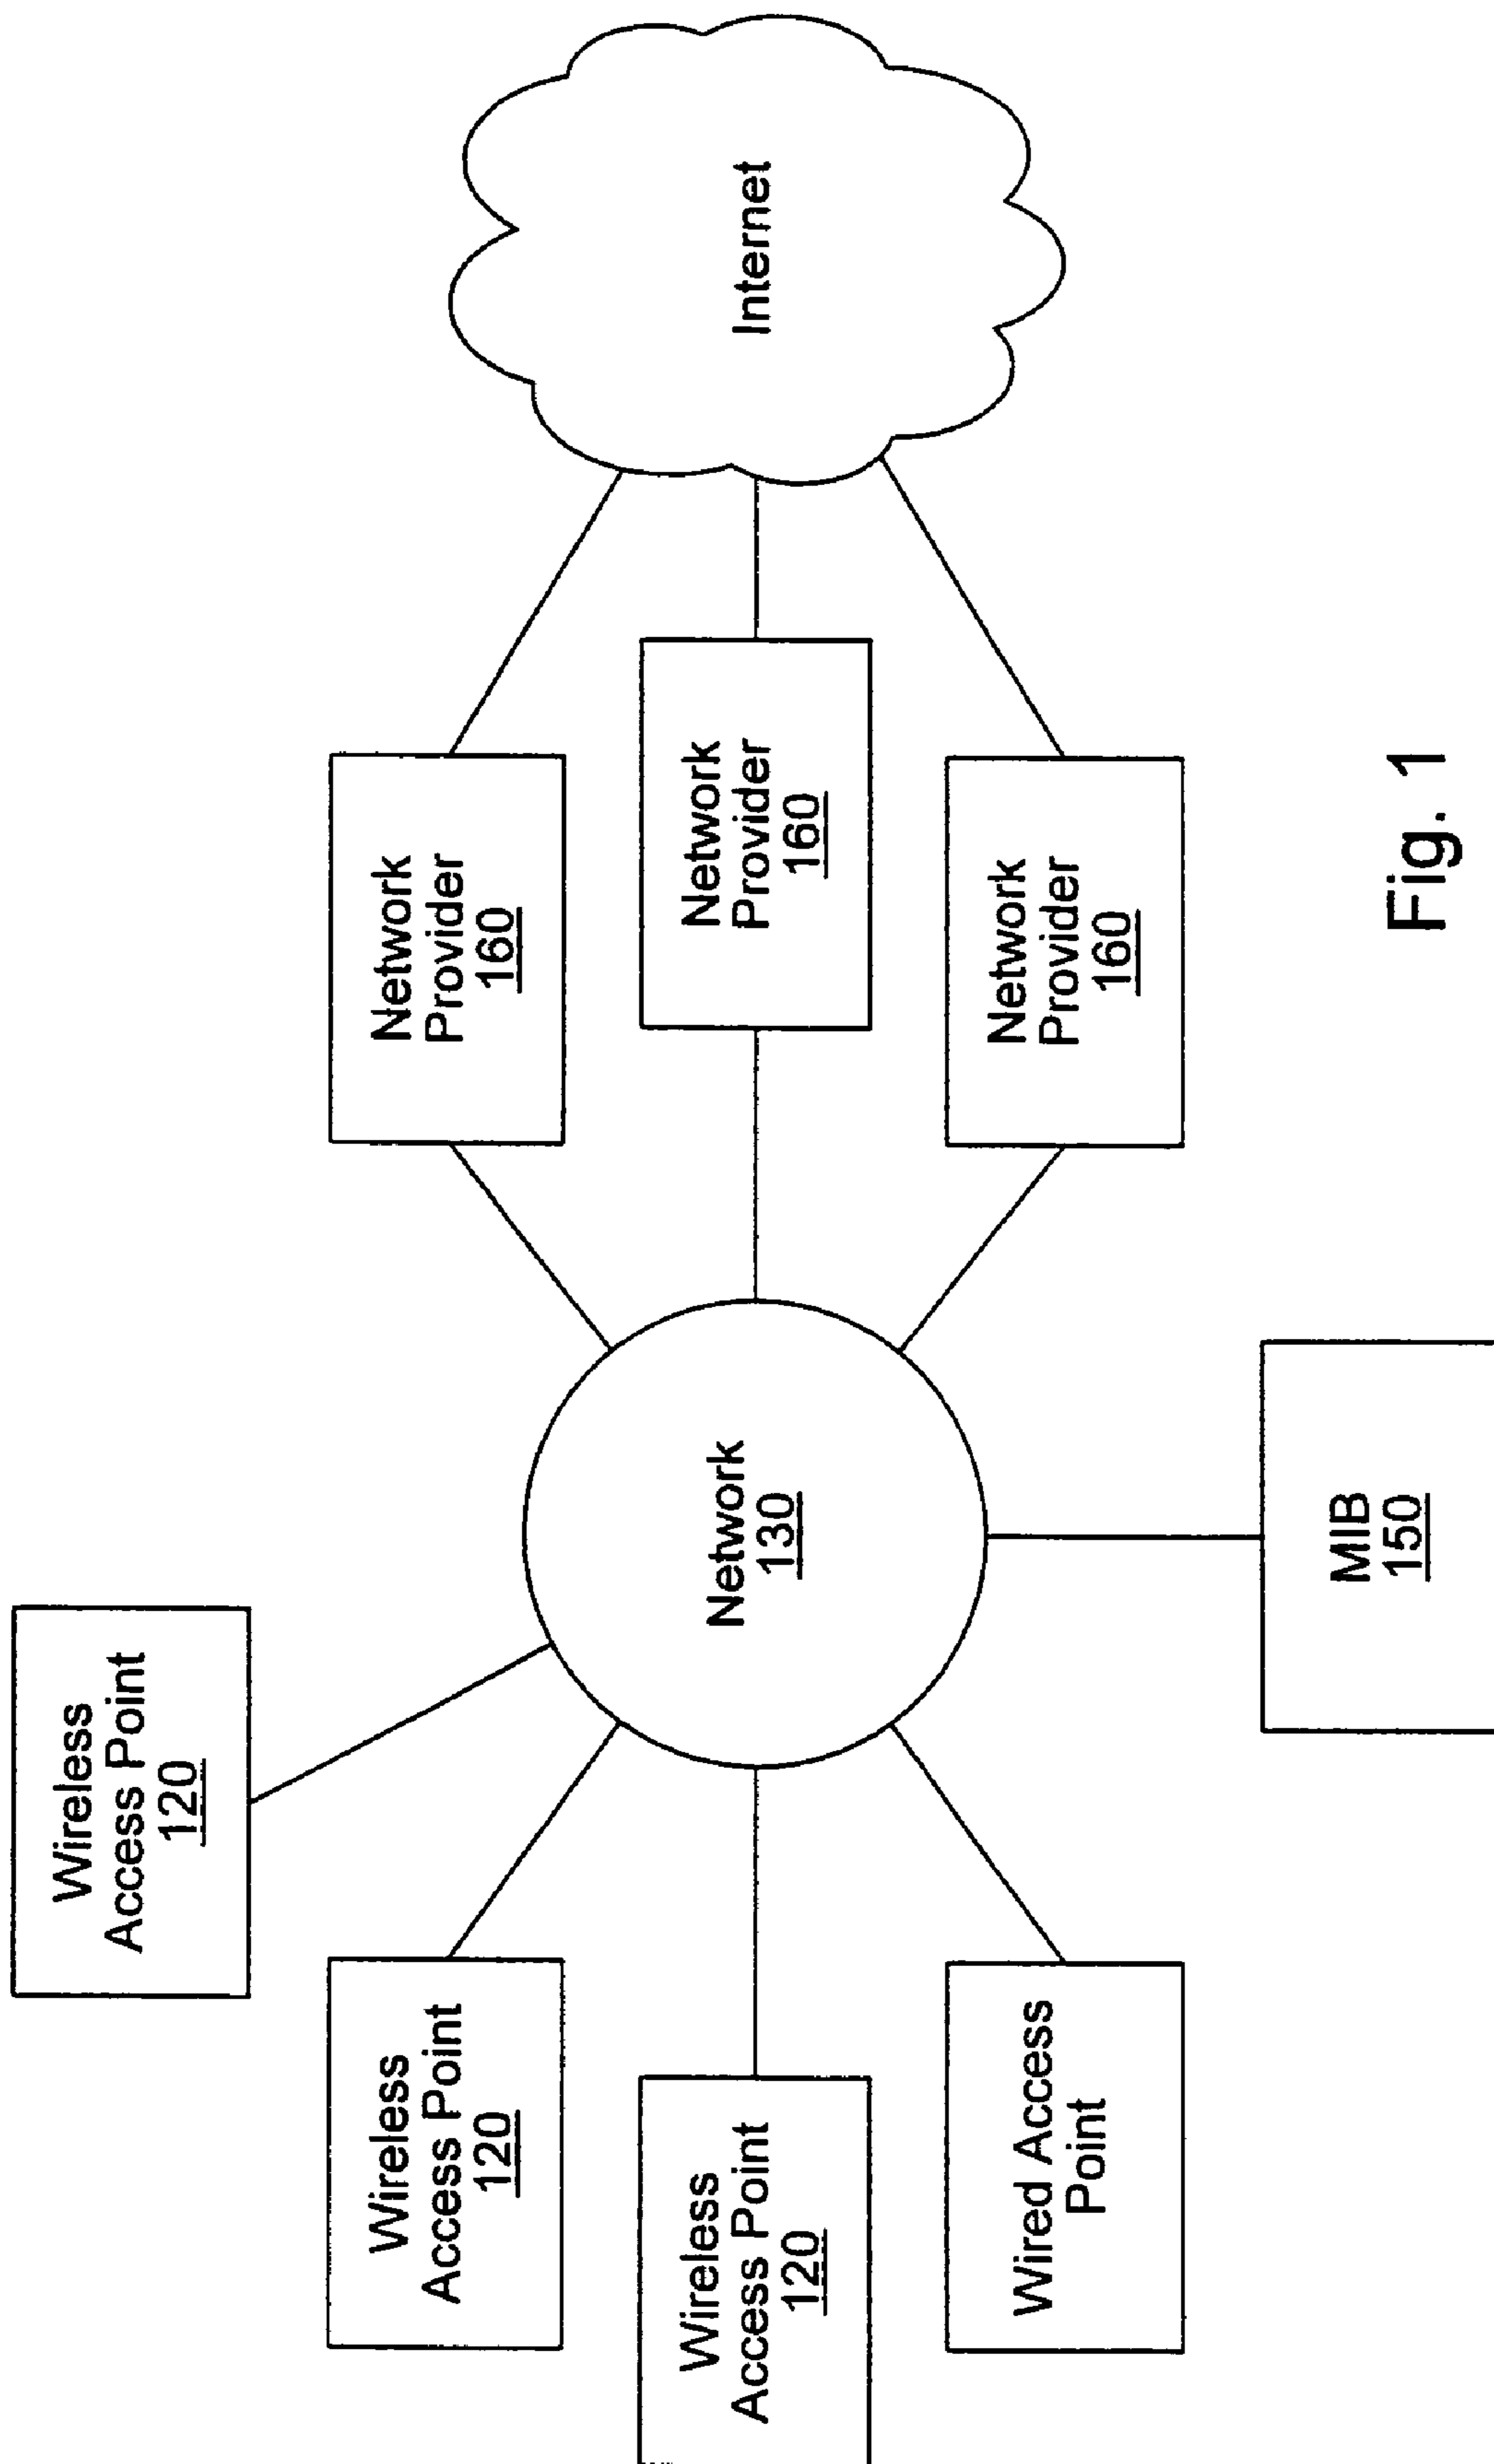 Wireless
Access Point
120
Wireless
Access Point
120
Wireless
Access Point
120
Wired Access
Point
Network
130
MIB
150
Network
Provider
160
Network
Provider
160
Network
Provider
160
Internet
Fig. 1